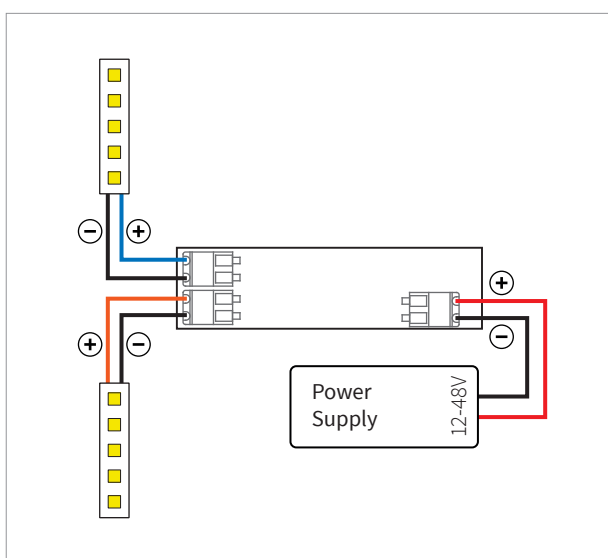 − +
+ −
+
−
Power
Supply
12-48V